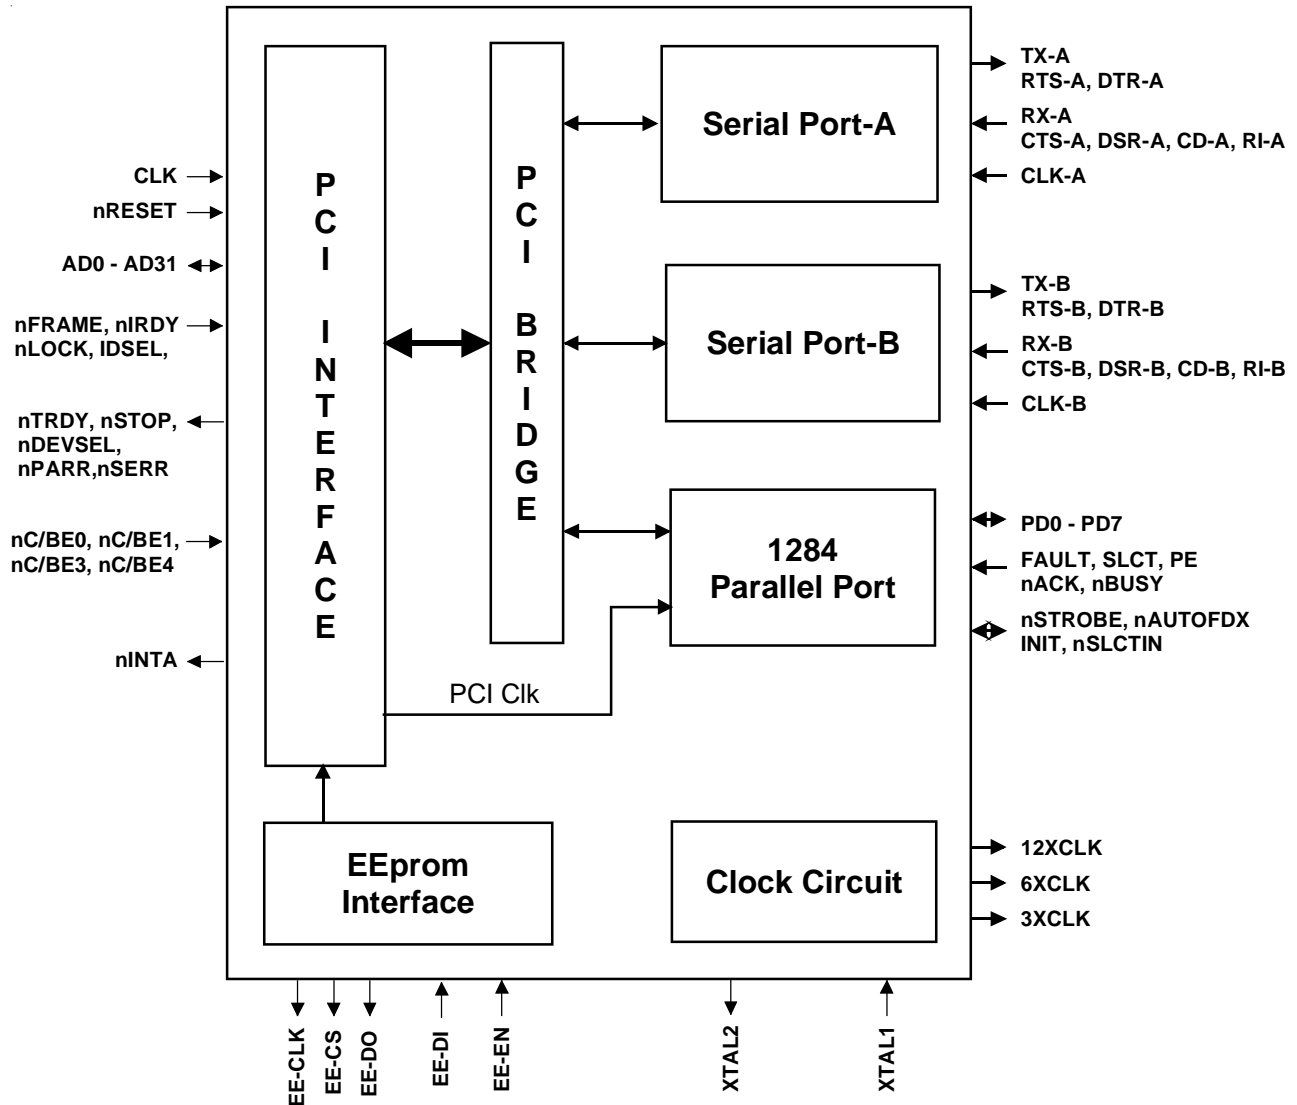 CLK
nRESET
AD0 - AD31
nFRAME, nIRDY
nLOCK, IDSEL,
nTRDY, nSTOP,
nDEVSEL,
nPARR,nSERR
nC/BE0, nC/BE1,
nC/BE3, nC/BE4
nINTA
PCI INTERFACE
PCI BRIDGE
Serial Port-A
Serial Port-B
1284
Parallel Port
PCI Clk
EEprom
Interface
Clock Circuit
TX-A
RTS-A, DTR-A
RX-A
CTS-A, DSR-A, CD-A, RI-A
CLK-A
TX-B
RTS-B, DTR-B
RX-B
CTS-B, DSR-B, CD-B, RI-B
CLK-B
PD0 - PD7
FAULT, SLCT, PE
nACK, nBUSY
nSTROBE, nAUTOFDX
INIT, nSLCTIN
12XCLK
6XCLK
3XCLK
EE-CLK
EE-CS
EE-DO
EE-DI
EE-EN
XTAL2
XTAL1